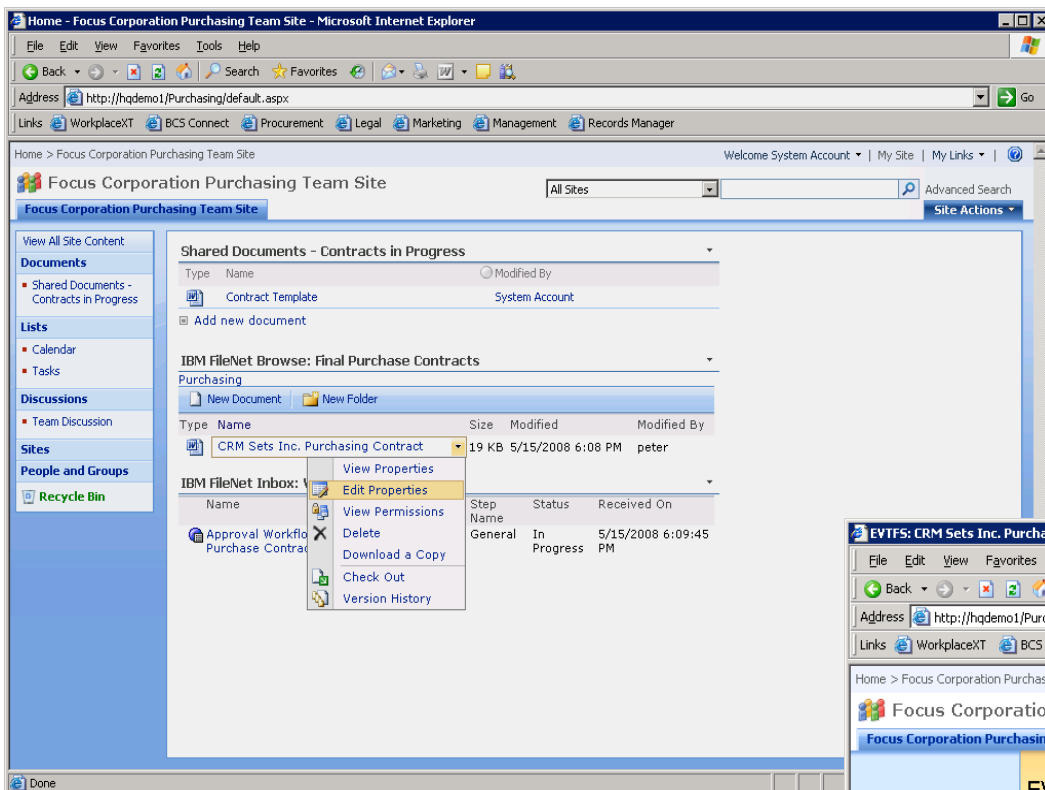 Home - Focus Corporation Purchasing Team Site - Microsoft Internet Explorer
File Edit View Favorites Tools Help
Back Search Favorites
Address http://hqdemo1/Purchasing/default.aspx Go
Links WorkplaceXT BCS Connect Procurement Legal Marketing Management Records Manager
Home > Focus Corporation Purchasing Team Site Welcome System Account | My Site | My Links |
Focus Corporation Purchasing Team Site All Sites Advanced Search
Focus Corporation Purchasing Team Site Site Actions
View All Site Content
Documents
Shared Documents -
Contracts in Progress
Lists
Calendar
Tasks
Discussions
Team Discussion
Sites
People and Groups
Recycle Bin
Shared Documents - Contracts in Progress
Type Name Modified By
Contract Template System Account
Add new document
IBM FileNet Browse: Final Purchase Contracts
Purchasing
New Document New Folder
Type Name Size Modified Modified By
CRM Sets Inc. Purchasing Contract 19 KB 5/15/2008 6:08 PM peter
View Properties
Edit Properties
View Permissions
Delete
Download a Copy
Check Out
Version History
IBM FileNet Inbox:
Name Step Status Received On
Name
Approval Workflo General In 5/15/2008 6:09:45
Purchase Contrac Progress PM
Done
EVTFS: CRM Sets Inc. Purcha
File Edit View Favorites
Back
Address http://hqdemo1/Purc
Links WorkplaceXT BCS
Home > Focus Corporation Purchas
Focus Corporatio
Focus Corporation Purchasin